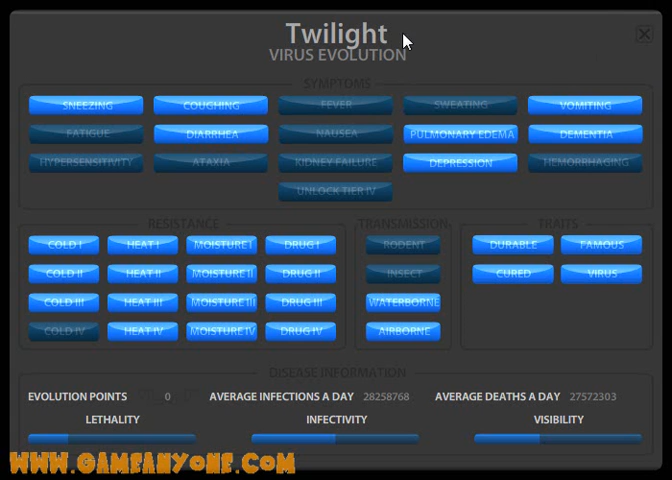 Twilight
VIRUS EVOLUTION
SYMPTOMS
SNEEZING COUGHING FEVER SWEATING VOMITING
FATIGUE DIARRHEA NAUSEA PULMONARY EDEMA DEMENTIA
HYPERSENSITIVITY ATAXIA KIDNEY FAILURE DEPRESSION HEMORRHAGING
UNLOCK TIER IV
RESISTANCE TRANSMISSION TRAITS
COLD I HEAT I MOISTURE I DRUG I RODENT DURABLE FAMOUS
COLD II HEAT II MOISTURE II DRUG II INSECT CURED VIRUS
COLD III HEAT III MOISTURE III DRUG III WATERBORNE
COLD IV HEAT IV MOISTURE IV DRUG IV AIRBORNE
DISEASE INFORMATION
EVOLUTION POINTS 0 AVERAGE INFECTIONS A DAY 28258768 AVERAGE DEATHS A DAY 27572303
LETHALITY INFECTIVITY VISIBILITY
WWW.GAMEANYONE.COM